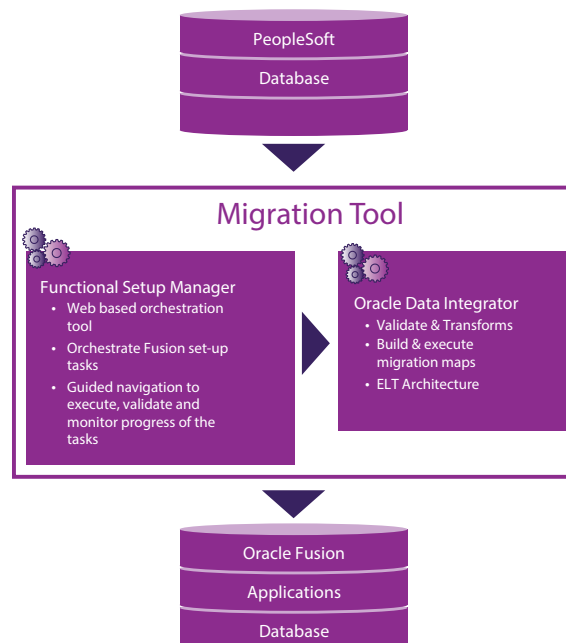 PeopleSoft
Database
Migration Tool
Functional Setup Manager
• Web based orchestration
tool
• Orchestrate Fusion set-up
tasks
• Guided navigation to
execute, validate and
monitor progress of the
tasks
Oracle Data Integrator
• Validate & Transforms
• Build & execute
migration maps
• ELT Architecture
Oracle Fusion
Applications
Database